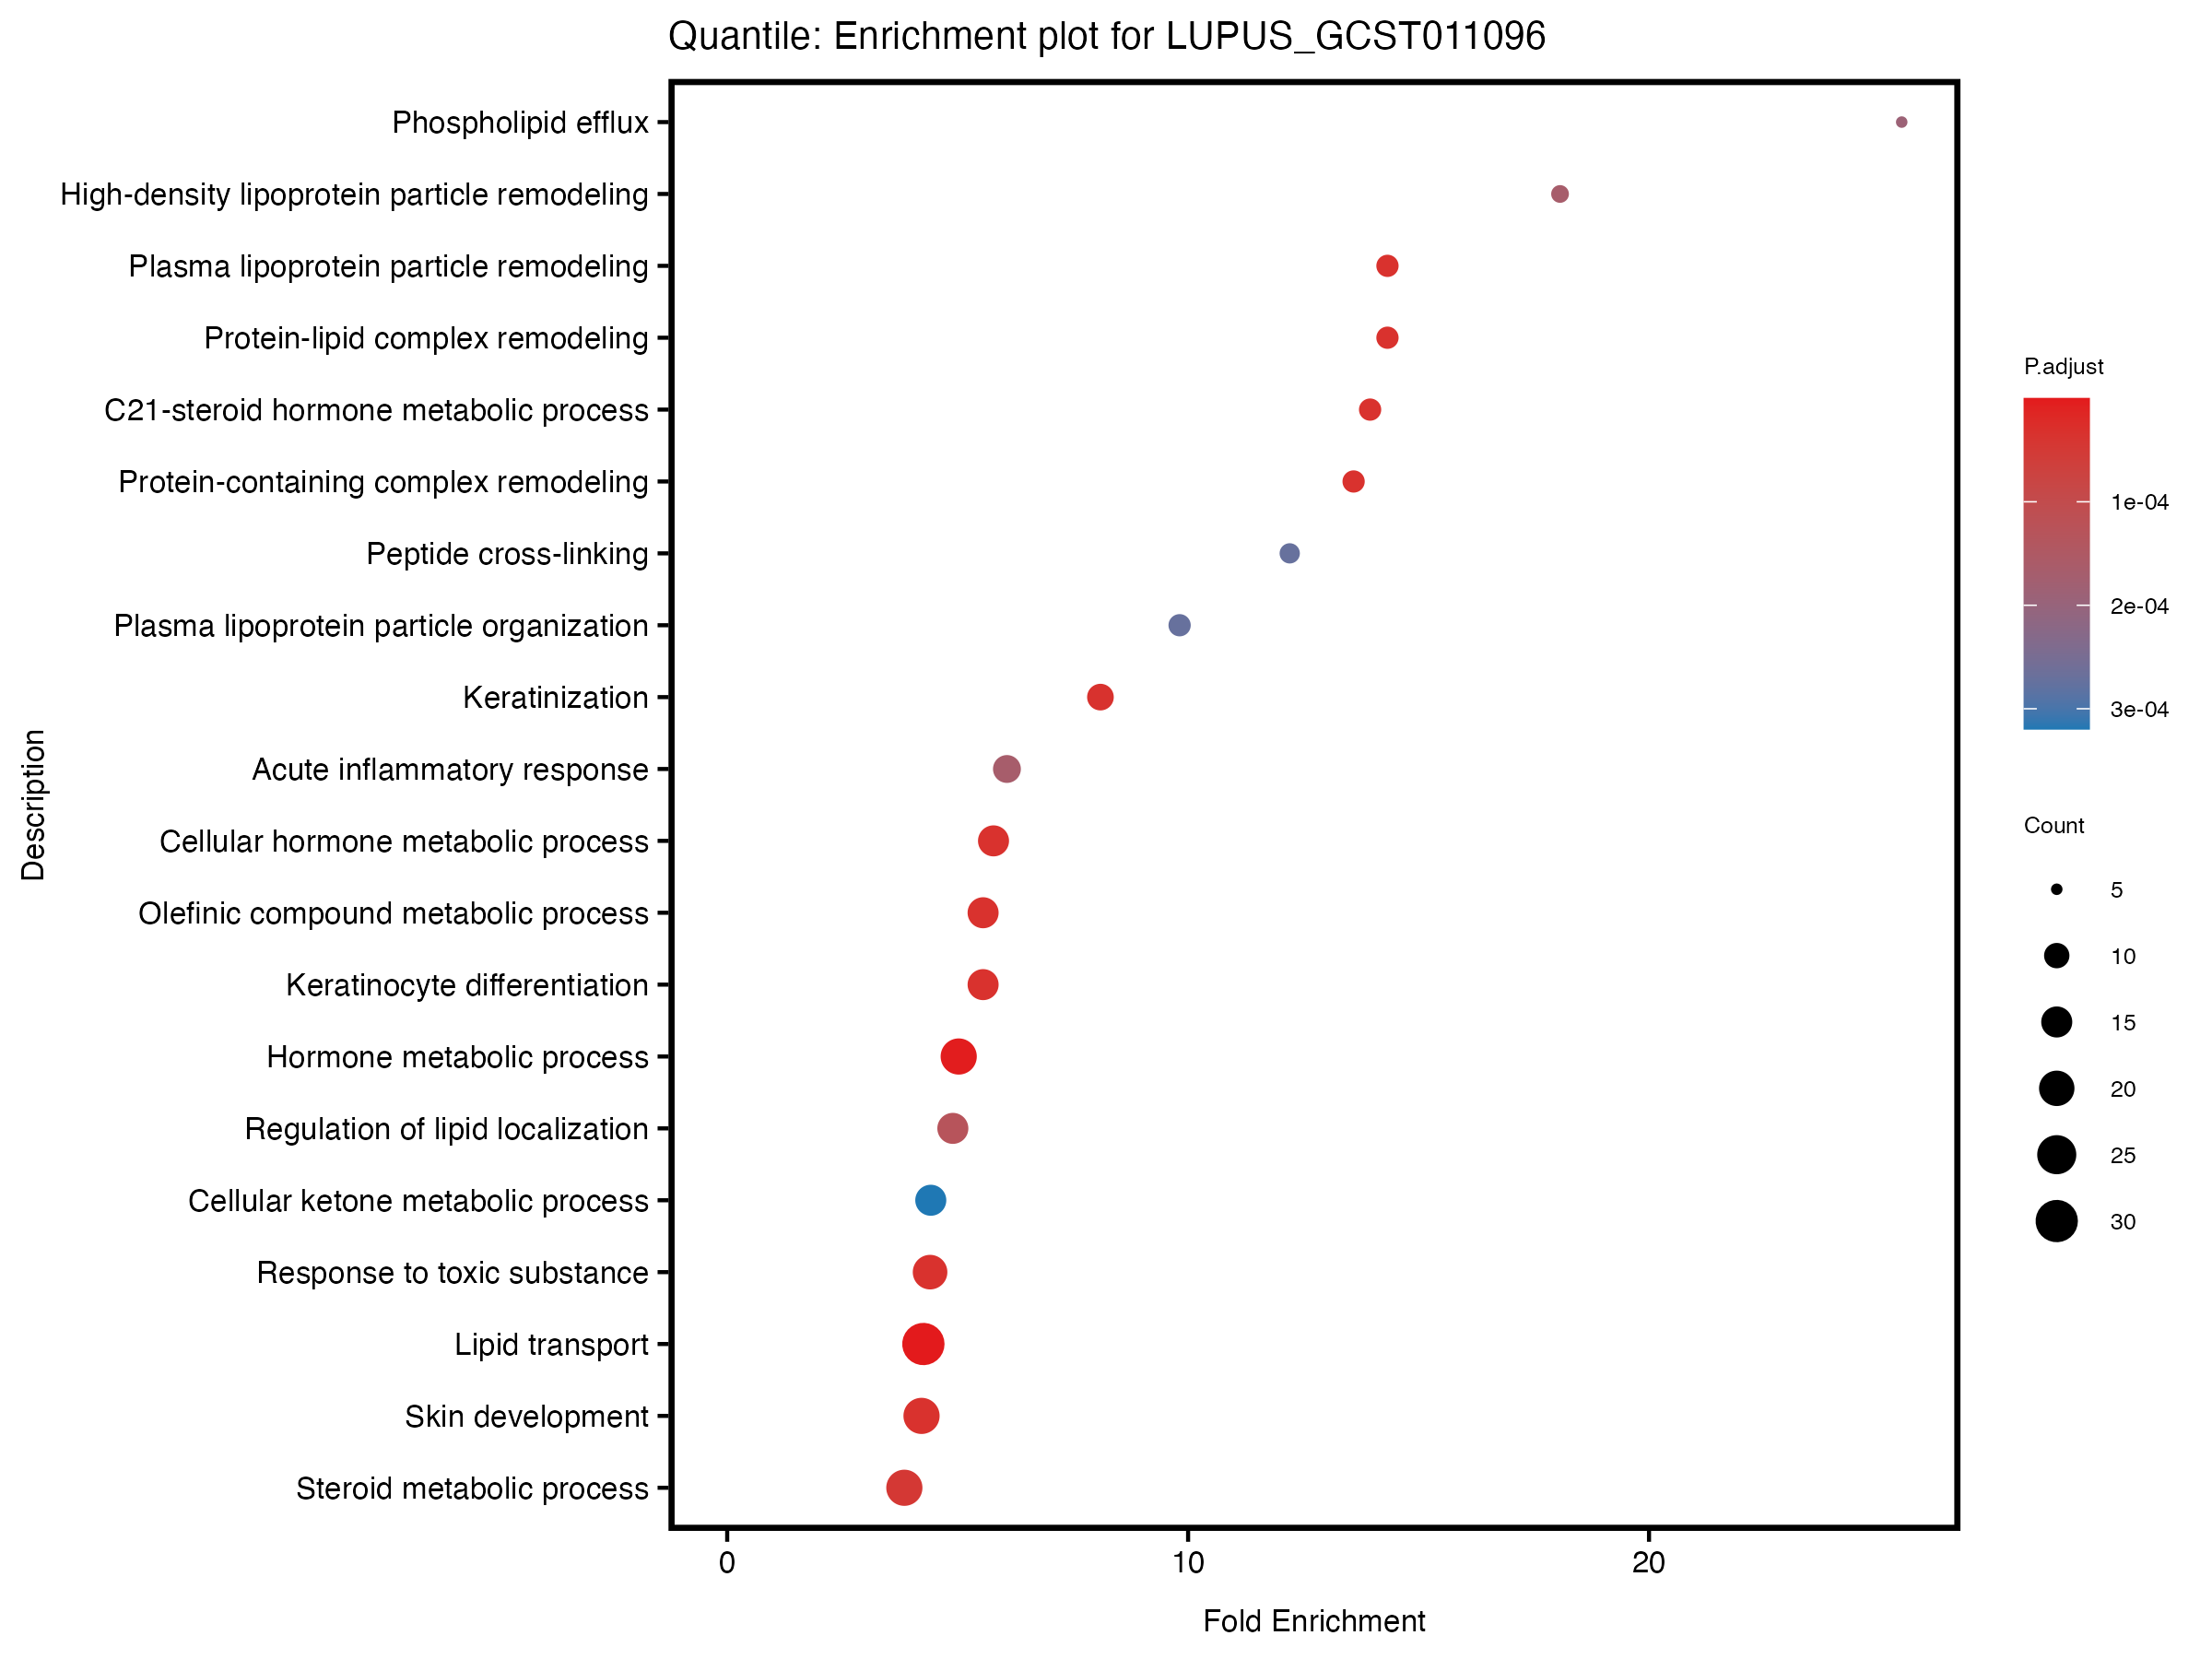 Quantile: Enrichment plot for LUPUS_GCST011096
Phospholipid efflux
High-density lipoprotein particle remodeling
Plasma lipoprotein particle remodeling
Protein-lipid complex remodeling
C21-steroid hormone metabolic process
Protein-containing complex remodeling
Peptide cross-linking
Plasma lipoprotein particle organization
Keratinization
Acute inflammatory response
Cellular hormone metabolic process
Olefinic compound metabolic process
Keratinocyte differentiation
Hormone metabolic process
Regulation of lipid localization
Cellular ketone metabolic process
Response to toxic substance
Lipid transport
Skin development
Steroid metabolic process
Description
0 10 20
Fold Enrichment
P.adjust
1e-04
2e-04
3e-04
Count
5
10
15
20
25
30